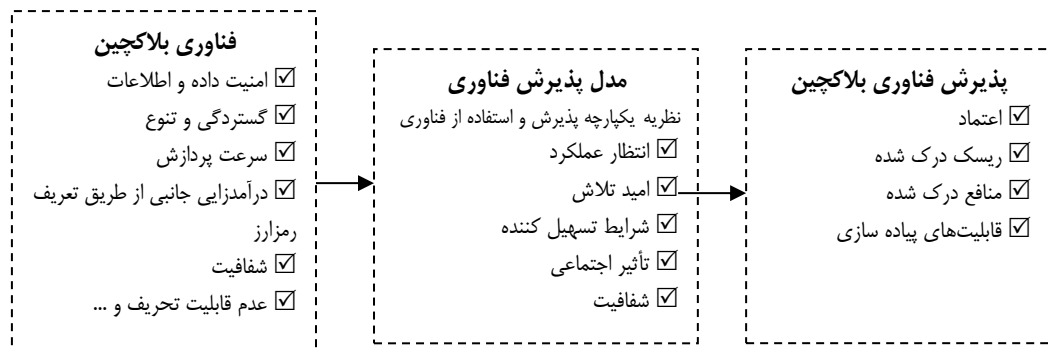 فناوری بلاکچین
☑ امنیت داده و اطلاعات
☑ گستردگی و تنوع
☑ سرعت پردازش
☑ درآمدزایی جانبی از طریق تعریف
رمزارز
☑ شفافیت
☑ عدم قابلیت تحریف و ...
مدل پذیرش فناوری
نظریه یکپارچه پذیرش و استفاده از فناوری
☑ انتظار عملکرد
☑ امید تلاش
☑ شرایط تسهیل کننده
☑ تأثیر اجتماعی
☑ شفافیت
پذیرش فناوری بلاکچین
☑ اعتماد
☑ ریسک درک شده
☑ منافع درک شده
☑ قابلیت‌های پیاده سازی